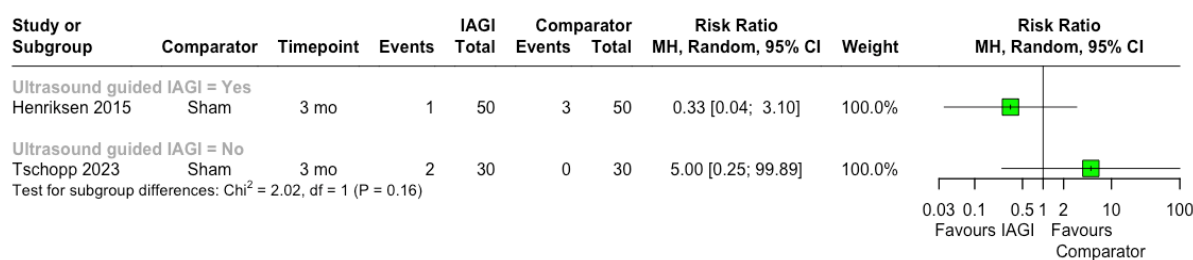 Study or IAGI Comparator Risk Ratio Risk Ratio
Subgroup Comparator Timepoint Events Total Events Total MH, Random, 95% CI Weight MH, Random, 95% CI
Ultrasound guided IAGI = Yes
Henriksen 2015 Sham 3 mo 1 50 3 50 0.33 [0.04; 3.10] 100.0%
Ultrasound guided IAGI = No
Tschopp 2023 Sham 3 mo 2 30 0 30 5.00 [0.25; 99.89] 100.0%
Test for subgroup differences: Chi² = 2.02, df = 1 (P = 0.16)
0.03 0.1 0.5 1 2 10 100
Favours IAGI Favours
Comparator